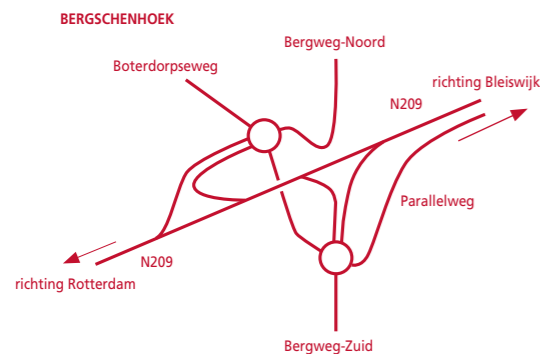 BERGSCHENHOEK
Bergweg-Noord
Boterdorpseweg
richting Bleiswijk
N209
Parallelweg
N209
richting Rotterdam
Bergweg-Zuid